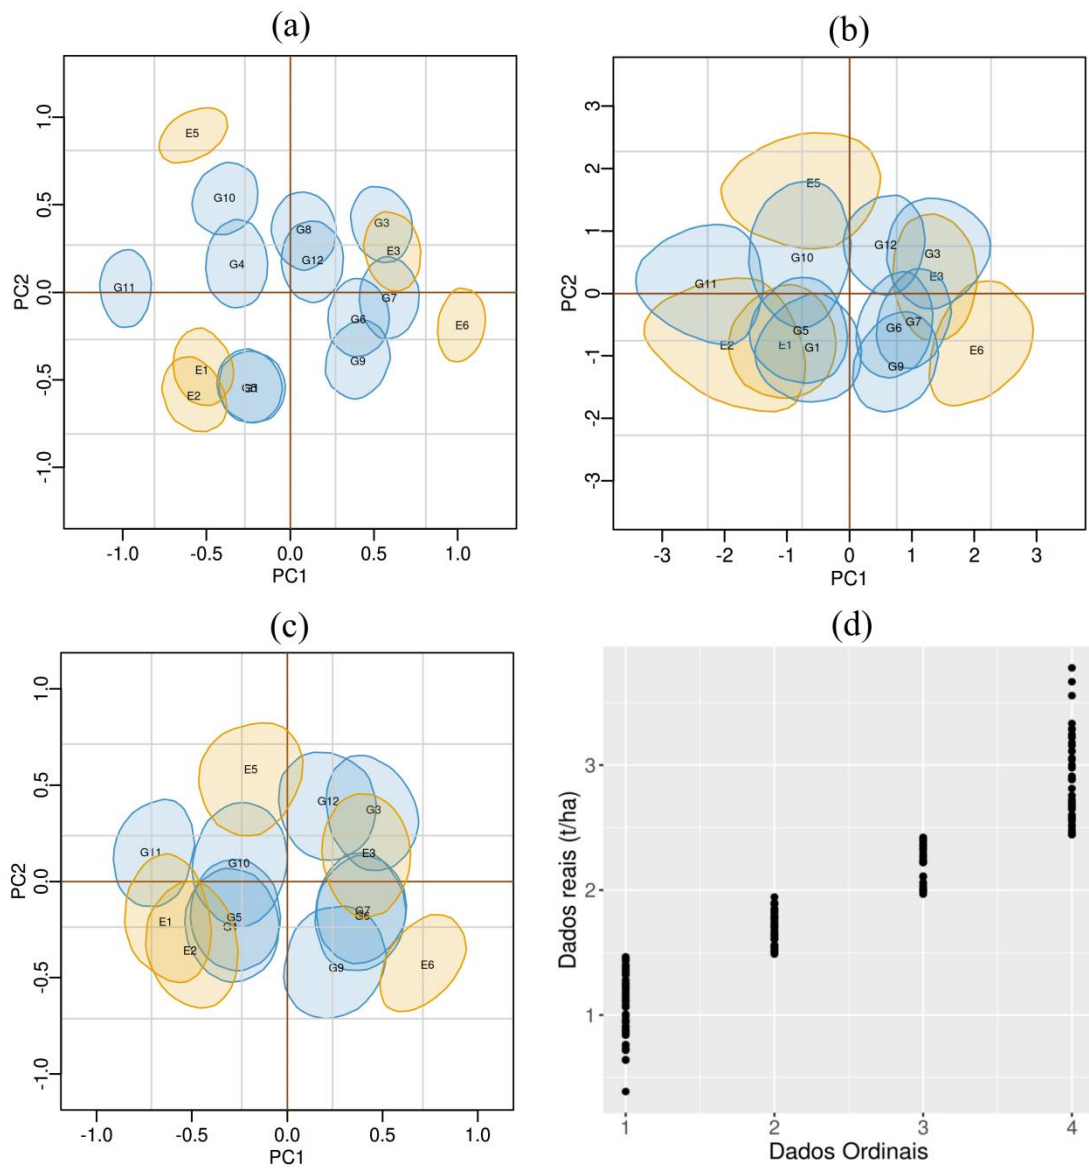 (a)
1.0
0.5
0.0
-0.5
-1.0
PC2
E5
G10
G8
G3
E3
G4
G12
G11
G7
G6
E6
E1
G9
E2
-1.0 -0.5 0.0 0.5 1.0
PC1
(b)
3
2
1
0
-1
-2
-3
PC2
E5
G12
G3
G10
E3
G11
G5
G6
G7
E2
E1
G1
G9
E6
-3 -2 -1 0 1 2 3
PC1
(c)
1.0
0.5
0.0
-0.5
-1.0
PC2
E5
G12
G3
G11
E3
G10
G7
E1
G5
E2
G9
E6
-1.0 -0.5 0.0 0.5 1.0
PC1
(d)
3
2
1
Dados reais (t/ha)
1 2 3 4
Dados Ordinais